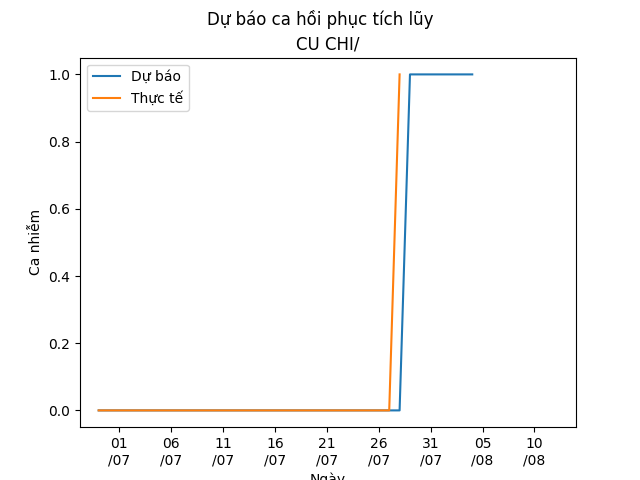 Dự báo ca hồi phục tích lũy
CU CHI/
Dự báo
Thực tế
Ca nhiễm
1.0
0.8
0.6
0.4
0.2
0.0
01 06 11 16 21 26 31 05 10
/07 /07 /07 /07 /07 /07 /07 /08 /08
Ngày